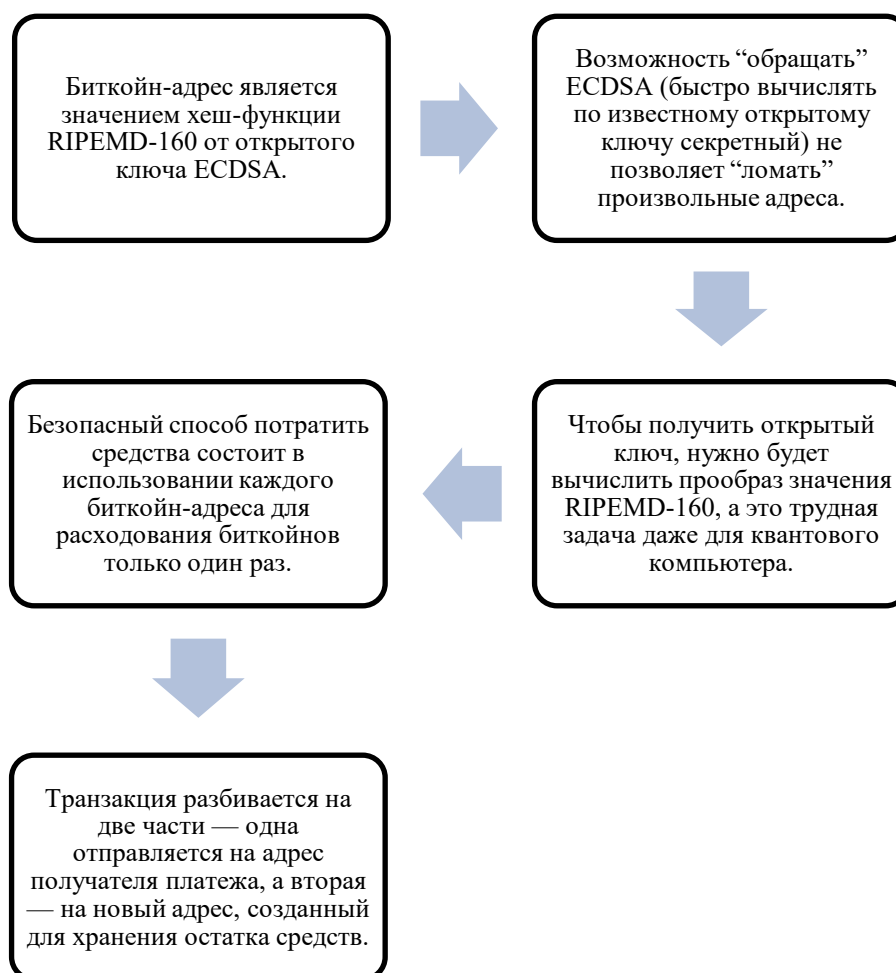 Биткойн-адрес является
значением хеш-функции
RIPEMD-160 от открытого
ключа ECDSA.
Возможность “обращать”
ECDSA (быстро вычислять
по известному открытому
ключу секретный) не
позволяет “ломать”
произвольные адреса.
Чтобы получить открытый
ключ, нужно будет
вычислить прообраз значения
RIPEMD-160, а это трудная
задача даже для квантового
компьютера.
Безопасный способ потратить
средства состоит в
использовании каждого
биткойн-адреса для
расходования биткойнов
только один раз.
Транзакция разбивается на
две части — одна
отправляется на адрес
получателя платежа, а вторая
— на новый адрес, созданный
для хранения остатка средств.